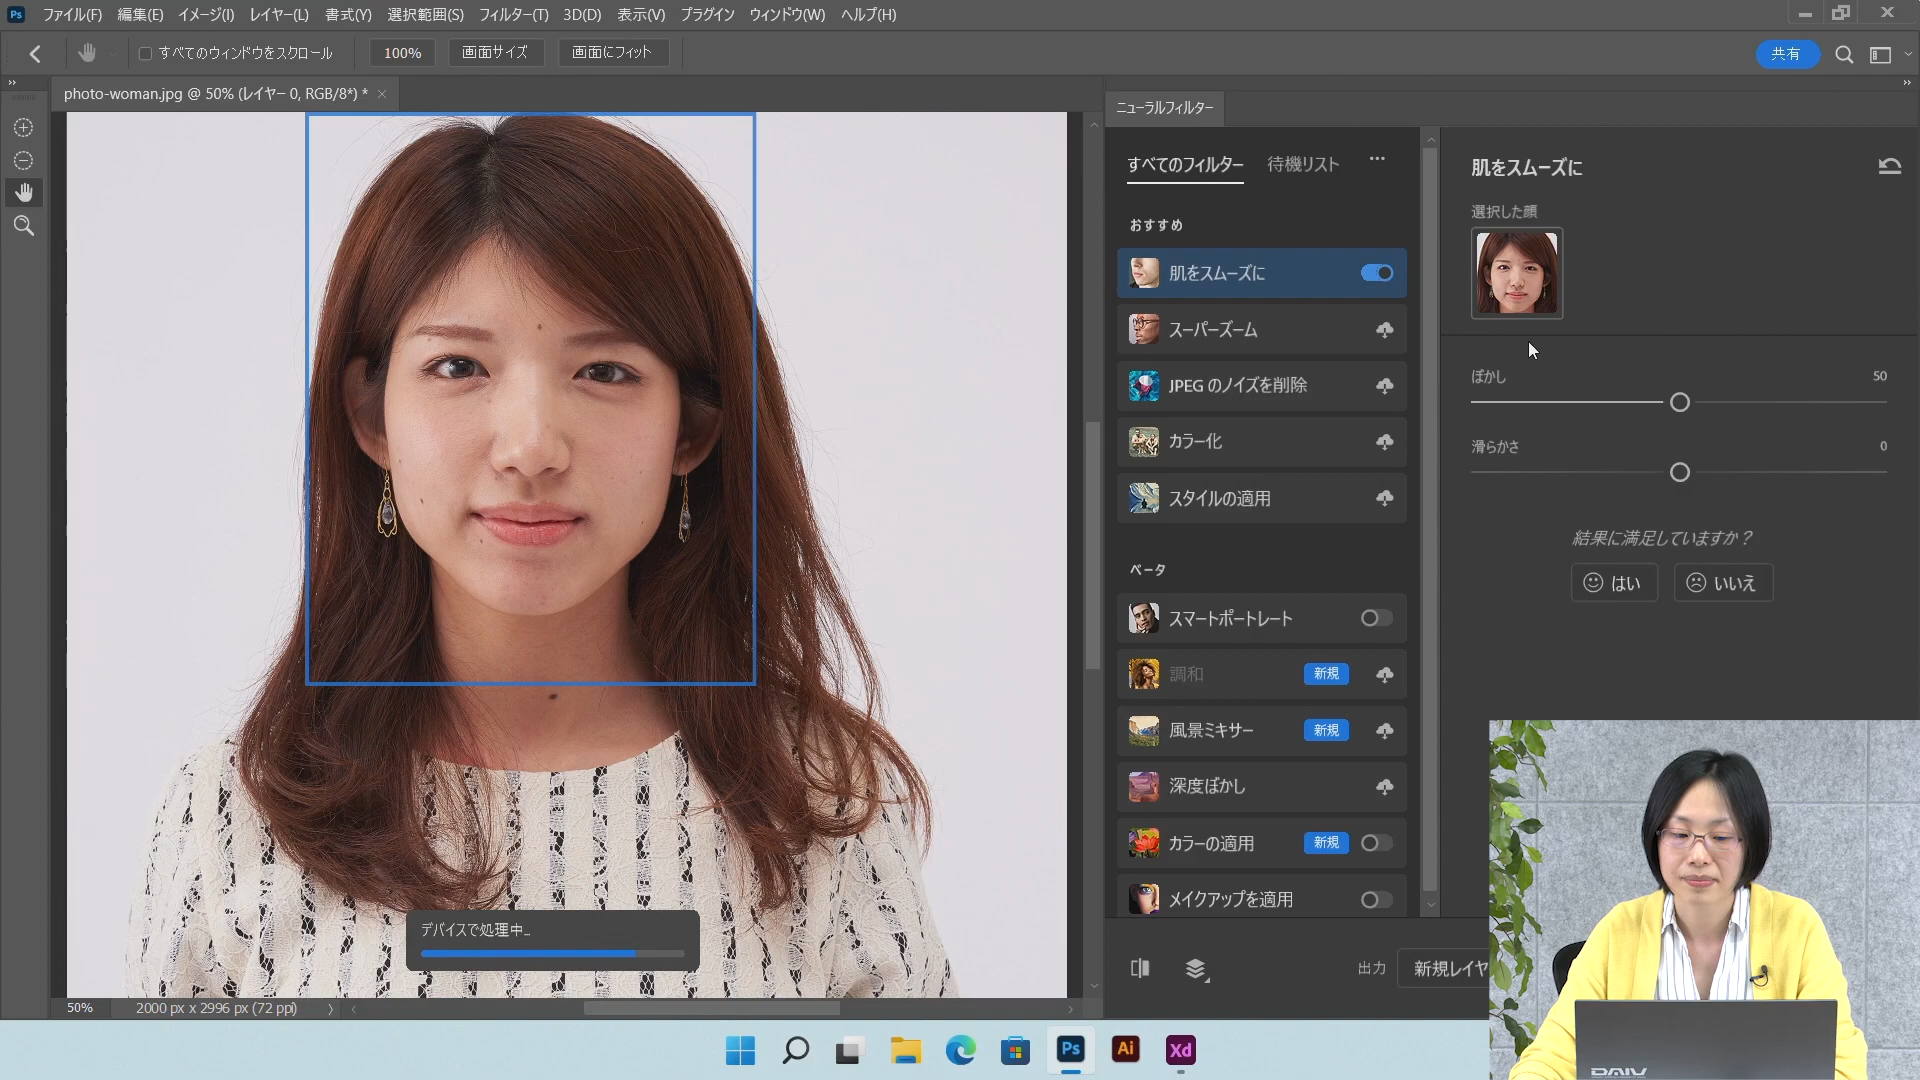 Ps ファイル(F) 編集(E) イメージ(I) レイヤー(L) 書式(Y) 選択範囲(S) フィルター(T) 3D(D) 表示(V) プラグイン ウィンドウ(W) ヘルプ(H)
すべてのウィンドウをスクロール 100% 画面サイズ 画面にフィット 共有
photo-woman.jpg @ 50% (レイヤー 0, RGB/8*) *
ニューラルフィルター
すべてのフィルター 待機リスト
おすすめ
肌をスムーズに
スーパーズーム
JPEG のノイズを削除
カラー化
スタイルの適用
ベータ
スマートポートレート
調和 新規
風景ミキサー 新規
深度ぼかし
カラーの適用 新規
メイクアップを適用
出力 新規レイヤ
肌をスムーズに
選択した顔
ぼかし 50
滑らかさ 0
結果に満足していますか？
はい いいえ
デバイスで処理中...
50% 2000 px x 2996 px (72 ppi)
Ps Ai Xd
DAIV